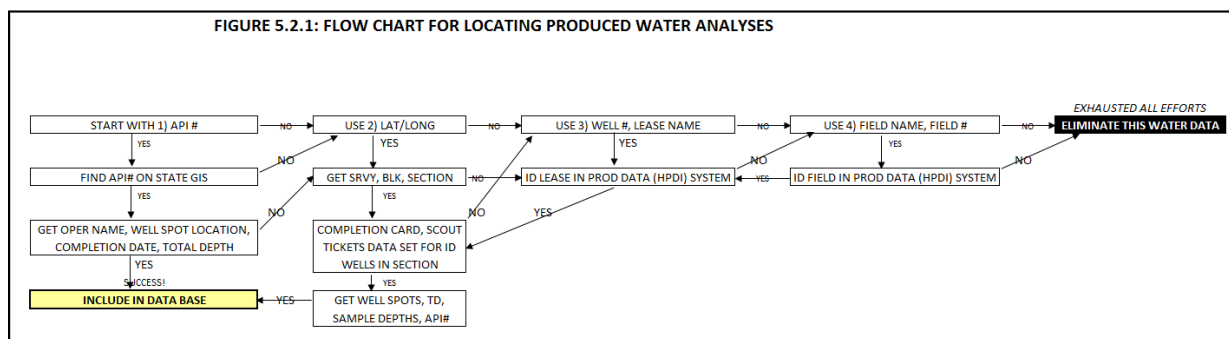 FIGURE 5.2.1: FLOW CHART FOR LOCATING PRODUCED WATER ANALYSES
EXHAUSTED ALL EFFORTS
START WITH 1) API #
NO
USE 2) LAT/LONG
NO
USE 3) WELL #, LEASE NAME
NO
USE 4) FIELD NAME, FIELD #
NO
ELIMINATE THIS WATER DATA
YES
YES
YES
YES
NO
NO
NO
FIND API# ON STATE GIS
GET SRVY, BLK, SECTION
NO
ID LEASE IN PROD DATA (HPDI) SYSTEM
YES
ID FIELD IN PROD DATA (HPDI) SYSTEM
YES
YES
NO
NO
YES
GET OPER NAME, WELL SPOT LOCATION,
COMPLETION DATE, TOTAL DEPTH
COMPLETION CARD, SCOUT
TICKETS DATA SET FOR ID
WELLS IN SECTION
YES
SUCCESS!
YES
INCLUDE IN DATA BASE
YES
GET WELL SPOTS, TD,
SAMPLE DEPTHS, API#